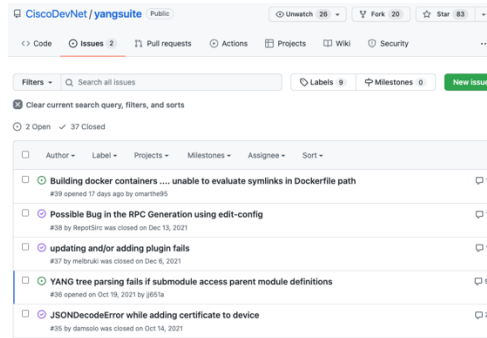 CiscoDevNet / yangsuite Public
Unwatch 26 Fork 20 Star 83
Code Issues 2 Pull requests Actions Projects Wiki Security ...
Filters Search all issues Labels 9 Milestones 0 New issue
Clear current search query, filters, and sorts
2 Open 37 Closed
Author Label Projects Milestones Assignee Sort
Building docker containers .... unable to evaluate symlinks in Dockerfile path
#39 opened 17 days ago by omarthe95
Possible Bug in the RPC Generation using edit-config
#38 by RepotSirc was closed on Dec 13, 2021
updating and/or adding plugin fails
#37 by melbruki was closed on Dec 6, 2021
YANG tree parsing fails if submodule access parent module definitions
#36 opened on Oct 19, 2021 by jj651a
JSONDecodeError while adding certificate to device
#35 by damsolo was closed on Oct 14, 2021